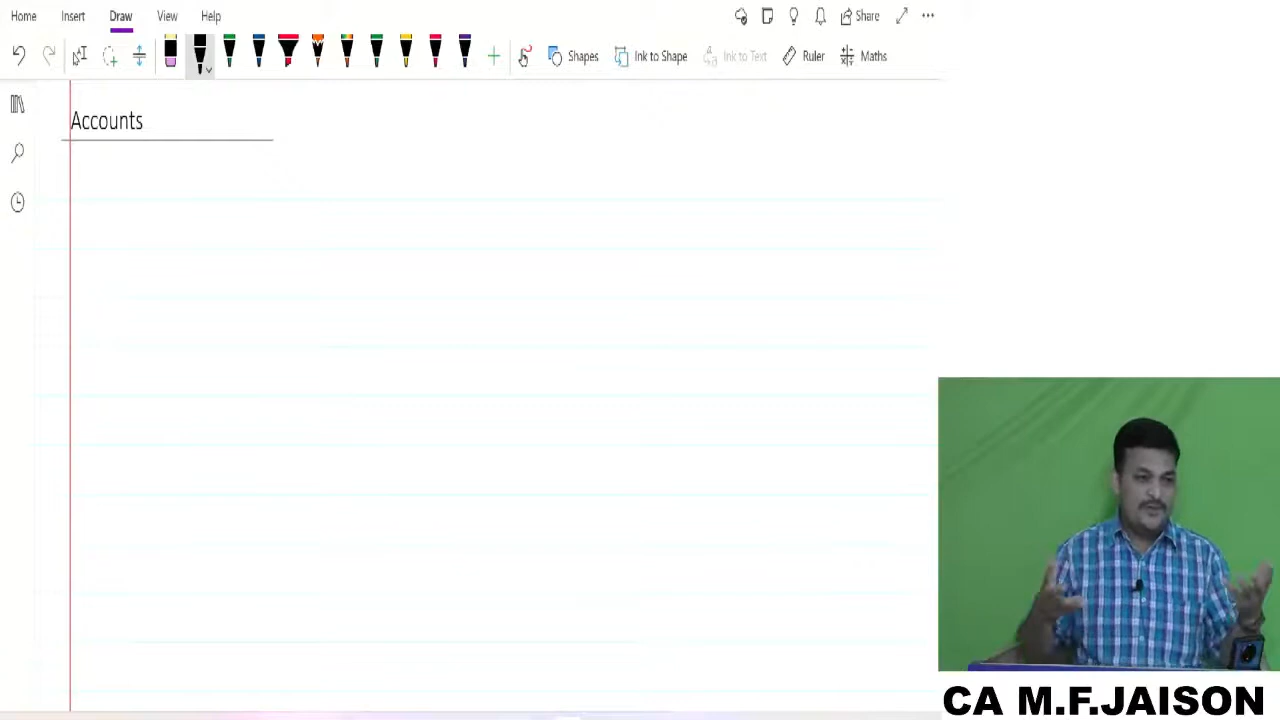 Home Insert Draw View Help Share
Shapes Ink to Shape Ink to Text Ruler Maths
Accounts
CA M.F.JAISON